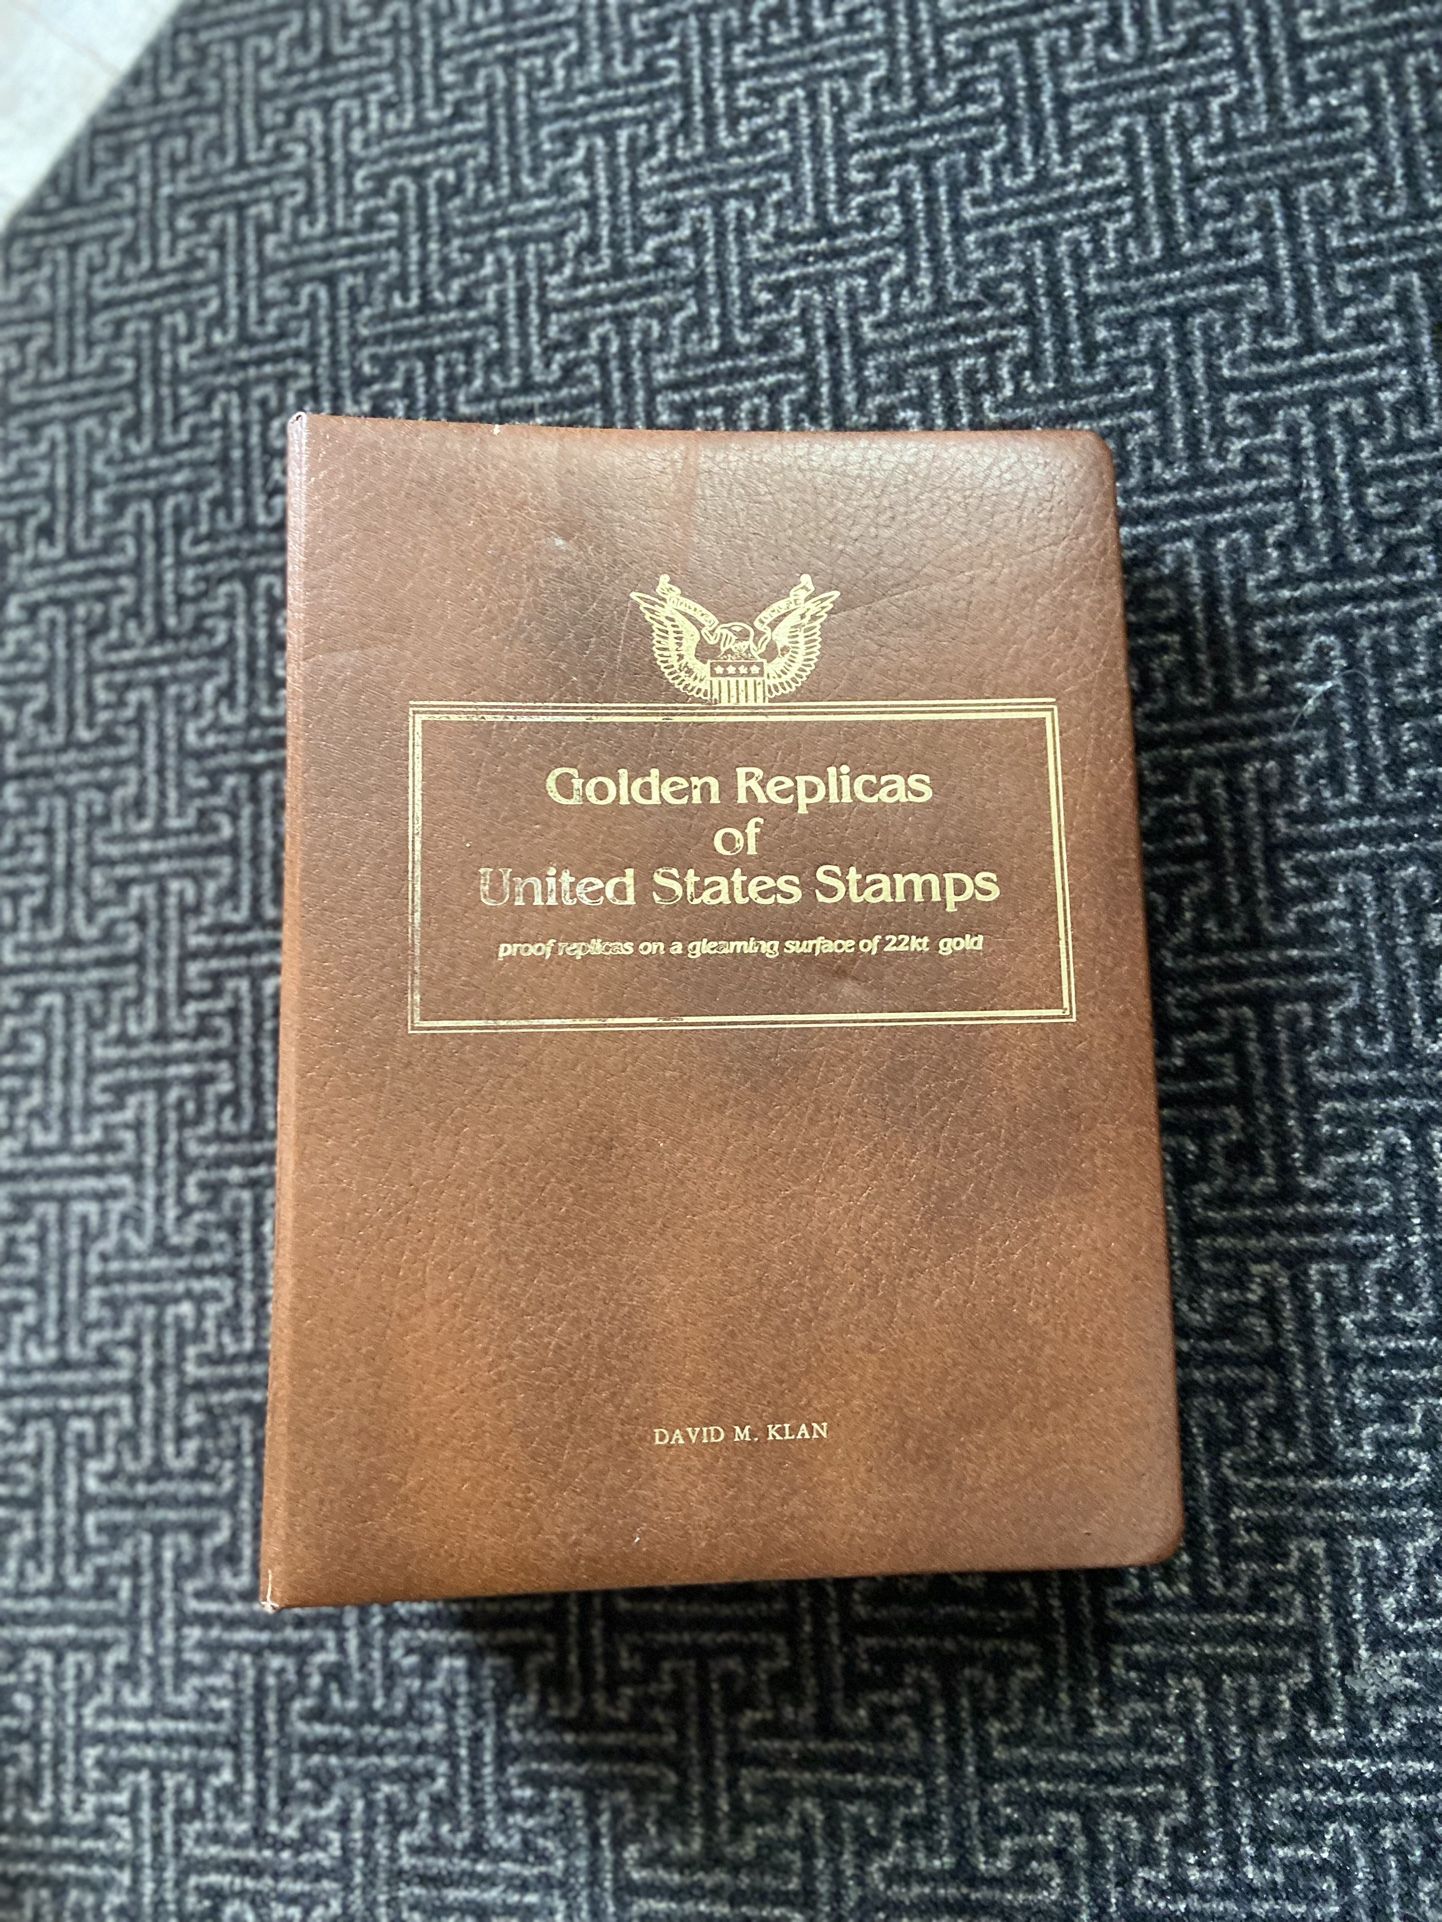 Golden Replicas
of
United States Stamps
proof replicas on a gleaming surface of 22kt gold
DAVID M. KLAN